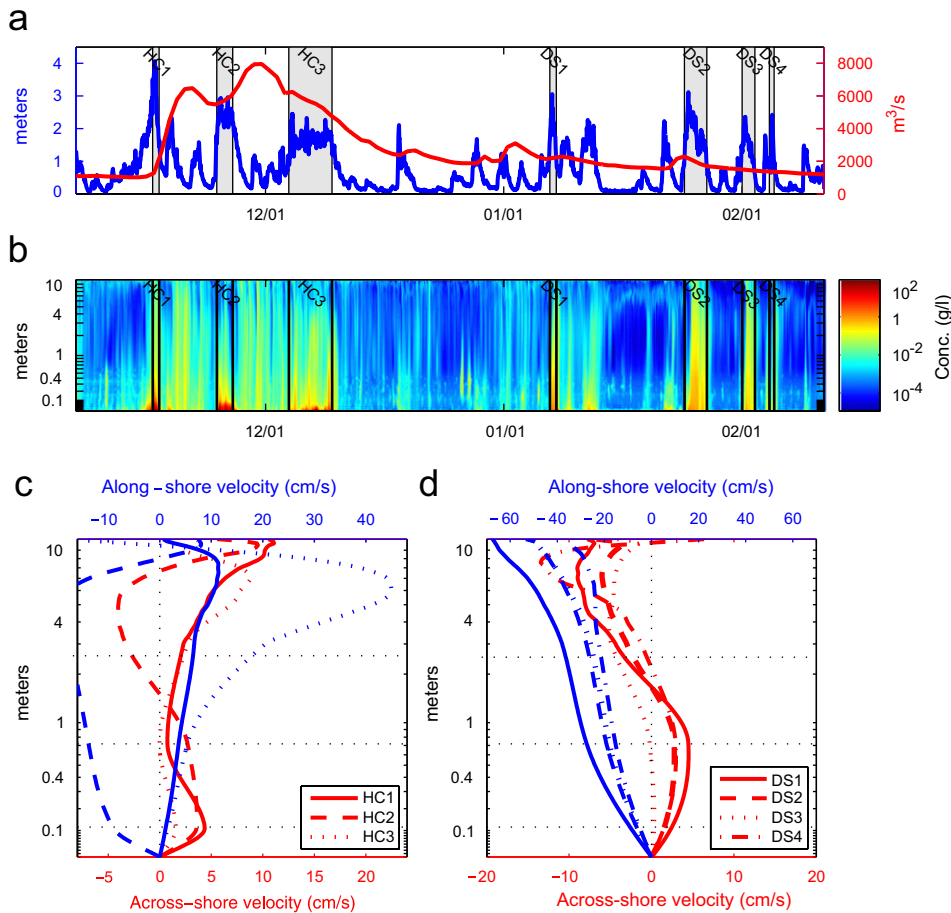 a
HC1 HC2 HC3 DS1 DS2 DS3 DS4
4 3 2 1 0
meters
8000 6000 4000 2000 0
m³/s
12/01 01/01 02/01
b
HC1 HC2 HC3 DS1 DS2 DS3 DS4
10 4 1 0.4 0.1
meters
10² 1 10⁻² 10⁻⁴
Conc. (g/l)
12/01 01/01 02/01
c
Along-shore velocity (cm/s)
−10 0 10 20 30 40
10 4 1 0.4 0.1
meters
HC1
HC2
HC3
−5 0 5 10 15 20
Across-shore velocity (cm/s)
d
Along-shore velocity (cm/s)
−60 −40 −20 0 20 40 60
10 4 1 0.4 0.1
meters
DS1
DS2
DS3
DS4
−20 −10 0 10 20
Across-shore velocity (cm/s)